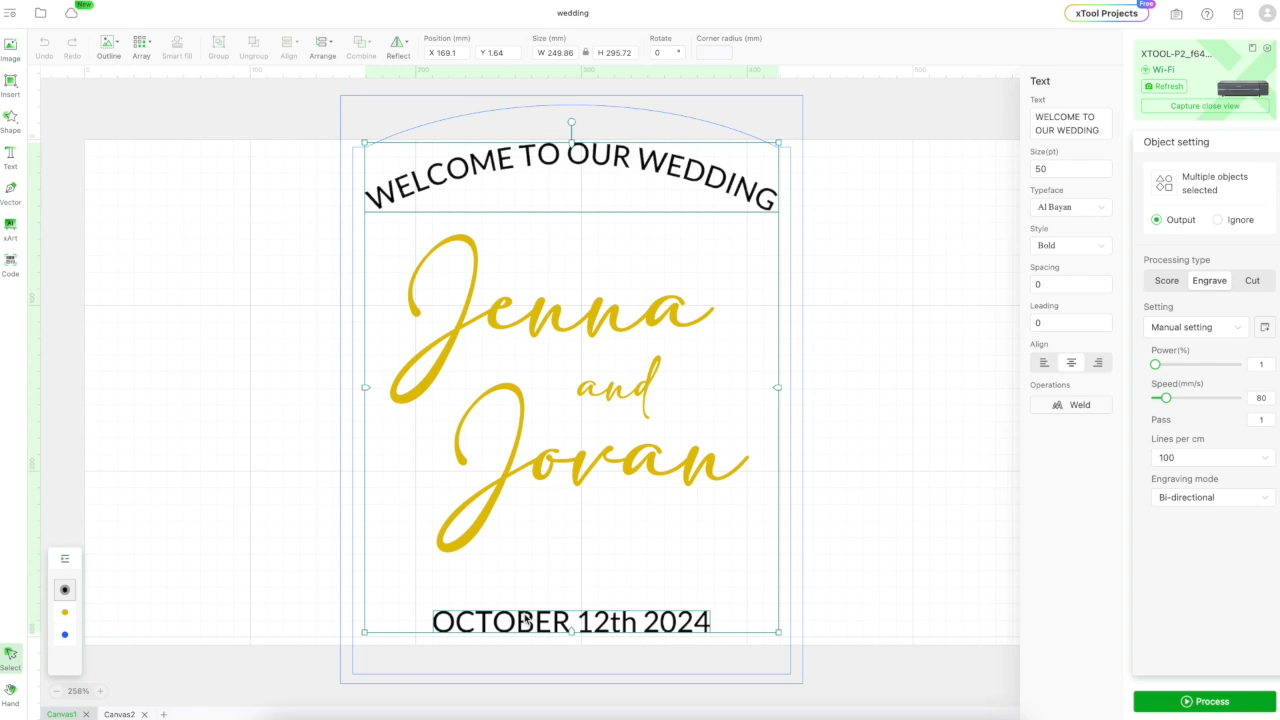 New
wedding
xTool Projects
Free
Image
Insert
Shape
Text
Vector
xArt
Code
Select
Hand
Undo
Redo
Outline
Array
Smart fill
Group
Ungroup
Align
Arrange
Combine
Reflect
Position (mm)
X 169.1
Y 1.64
Size (mm)
W 249.86
H 295.72
Rotate
0 °
Corner radius (mm)
0
100
200
300
400
500
WELCOME TO OUR WEDDING
Jenna
and
Jovan
OCTOBER 12th 2024
258%
Canvas1
Canvas2
Text
Text
WELCOME TO
OUR WEDDING
Size(pt)
50
Typeface
Al Bayan
Style
Bold
Spacing
0
Leading
0
Align
Operations
Weld
XTOOL-P2_f64...
Wi-Fi
Refresh
Capture close view
Object setting
Multiple objects
selected
Output
Ignore
Processing type
Score
Engrave
Cut
Setting
Manual setting
Power(%)
1
Speed(mm/s)
80
Pass
1
Lines per cm
100
Engraving mode
Bi-directional
Process